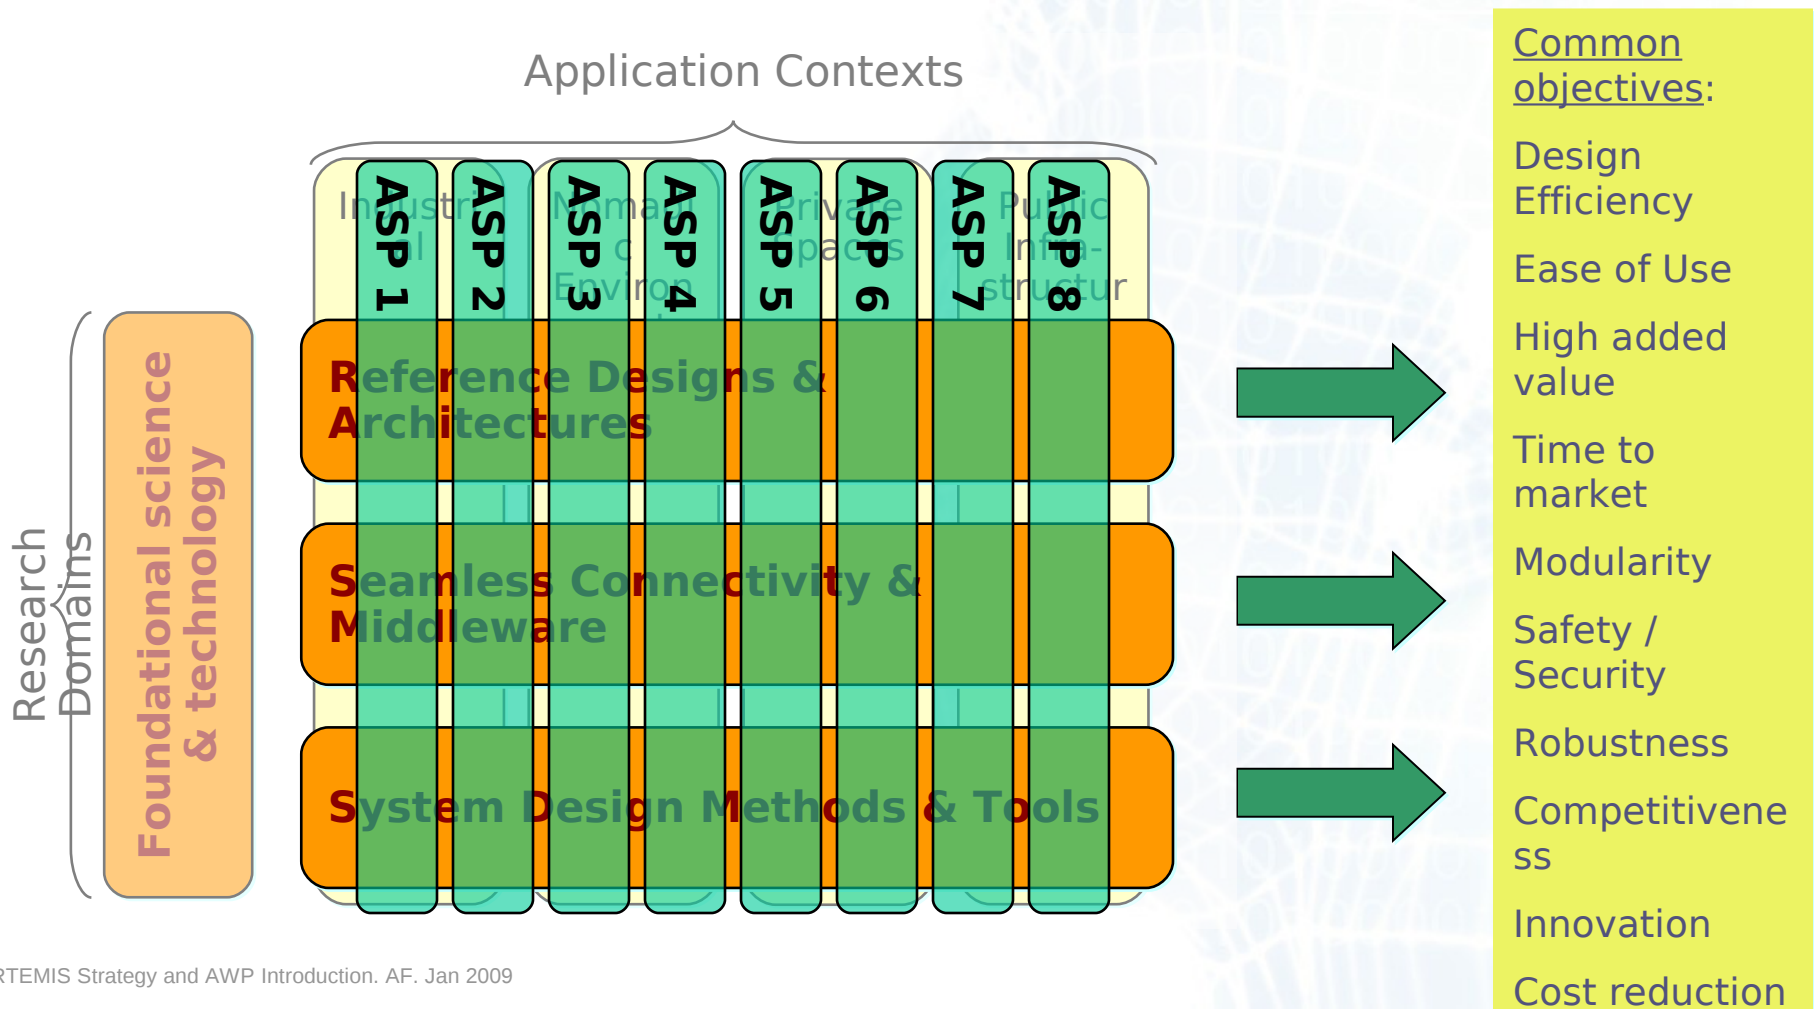 Application Contexts
Industri
al
Nomadi
c
Environ
Private
Spaces
Public
Infra-
structur
ASP 1
ASP 2
ASP 3
ASP 4
ASP 5
ASP 6
ASP 7
ASP 8
Research
Domains
Foundational science
& technology
Reference Designs &
Architectures
Seamless Connectivity &
Middleware
System Design Methods & Tools
Common
objectives:
Design
Efficiency
Ease of Use
High added
value
Time to
market
Modularity
Safety /
Security
Robustness
Competitivene
ss
Innovation
Cost reduction
RTEMIS Strategy and AWP Introduction. AF. Jan 2009